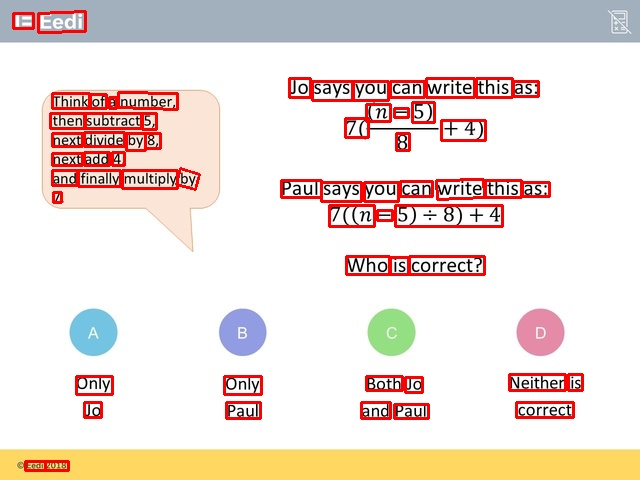 Eedi
Think of a number,
then subtract 5,
next divide by 8,
next add 4
and finally multiply by
7
Jo says you can write this as:
7((n − 5)/8 + 4)
Paul says you can write this as:
7((n − 5) ÷ 8) + 4
Who is correct?
A
B
C
D
Only Jo
Only Paul
Both Jo and Paul
Neither is correct
© Eedi 2018